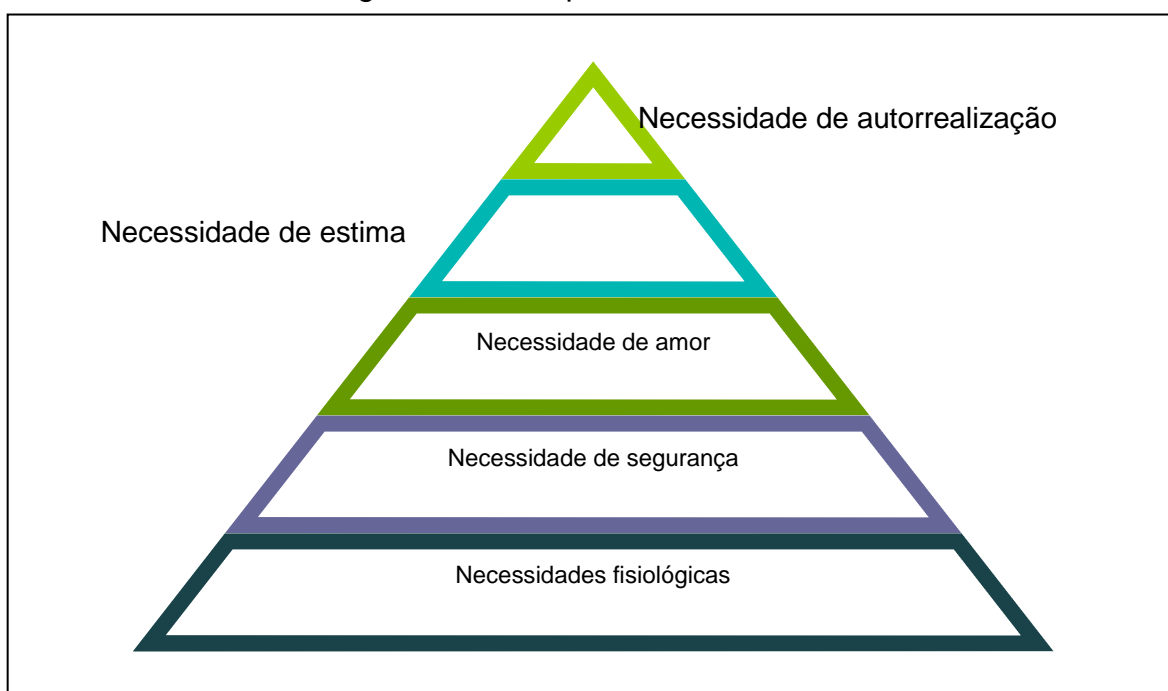 Necessidade de autorrealização
Necessidade de estima
Necessidade de amor
Necessidade de segurança
Necessidades fisiológicas